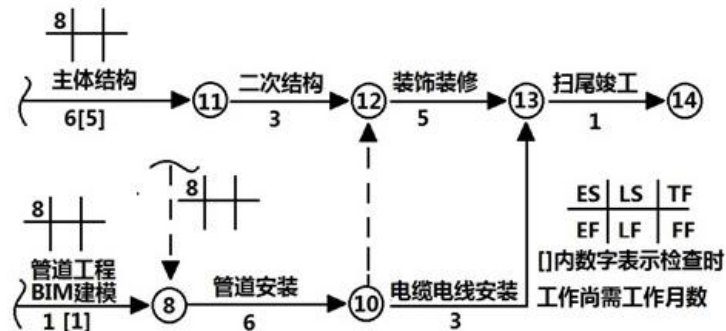 8
主体结构
6[5]
11
二次结构
3
12
装饰装修
5
13
扫尾竣工
1
14
8
8
ES LS TF
EF LF FF
[]内数字表示检查时
工作尚需工作月数
管道工程
BIM建模
1 [1]
8
管道安装
6
10
电缆电线安装
3